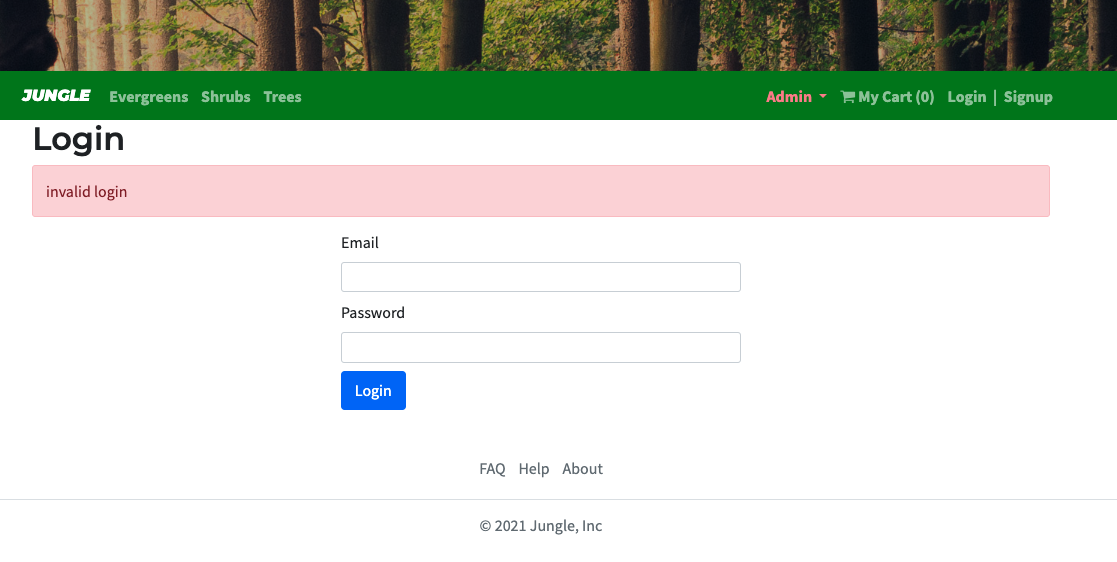 JUNGLE Evergreens Shrubs Trees Admin My Cart (0) Login | Signup
Login
invalid login
Email
Password
Login
FAQ Help About
© 2021 Jungle, Inc